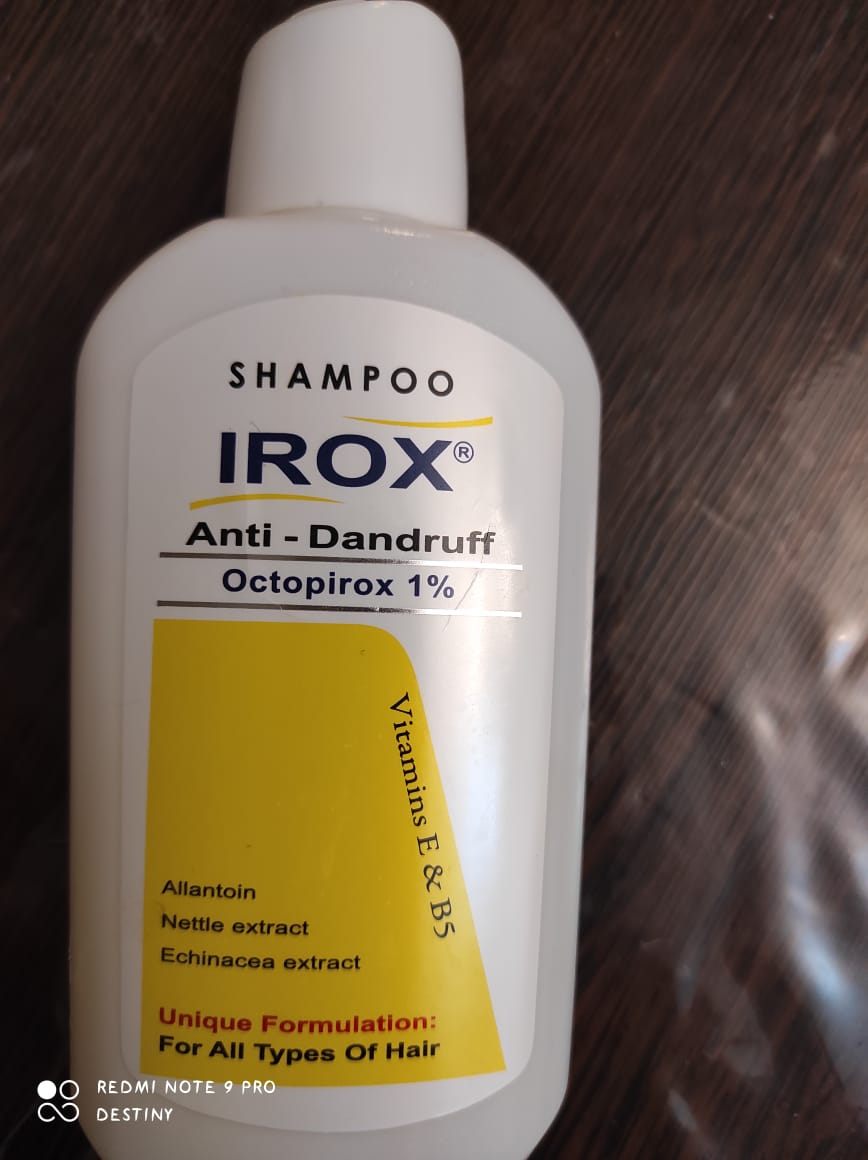 SHAMPOO
IROX®
Anti - Dandruff
Octopirox 1%
Vitamins E & B5
Allantoin
Nettle extract
Echinacea extract
Unique Formulation:
For All Types Of Hair
REDMI NOTE 9 PRO
DESTINY